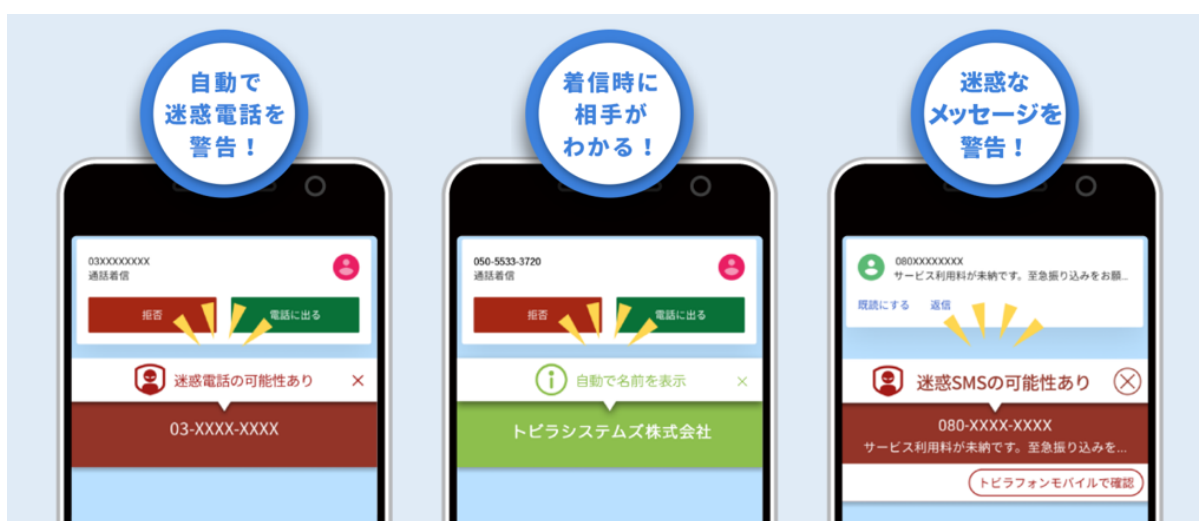 自動で
迷惑電話を
警告！
03XXXXXXXX
通話着信
拒否
電話に出る
迷惑電話の可能性あり ×
03-XXXX-XXXX
着信時に
相手が
わかる！
050-5533-3720
通話着信
拒否
電話に出る
自動で名前を表示 ×
トビラシステムズ株式会社
迷惑な
メッセージを
警告！
080XXXXXXXX
サービス利用料が未納です。至急振り込みをお願...
既読にする 返信
迷惑SMSの可能性あり
080-XXXX-XXXX
サービス利用料が未納です。至急振り込みを...
トビラフォンモバイルで確認